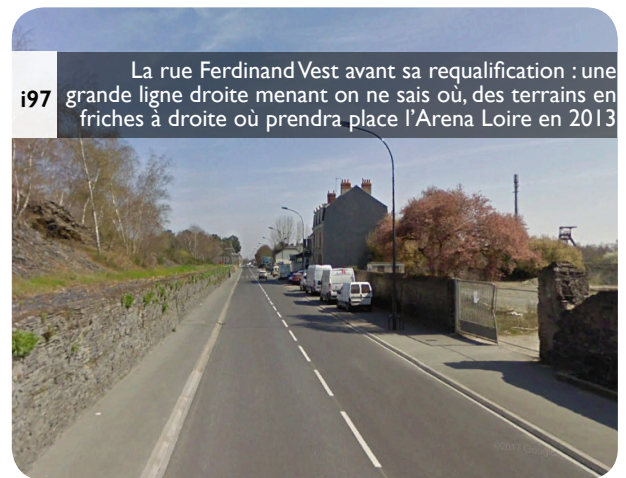 La rue Ferdinand Vest avant sa requalification : une
i97 grande ligne droite menant on ne sais où, des terrains en
friches à droite où prendra place l'Arena Loire en 2013